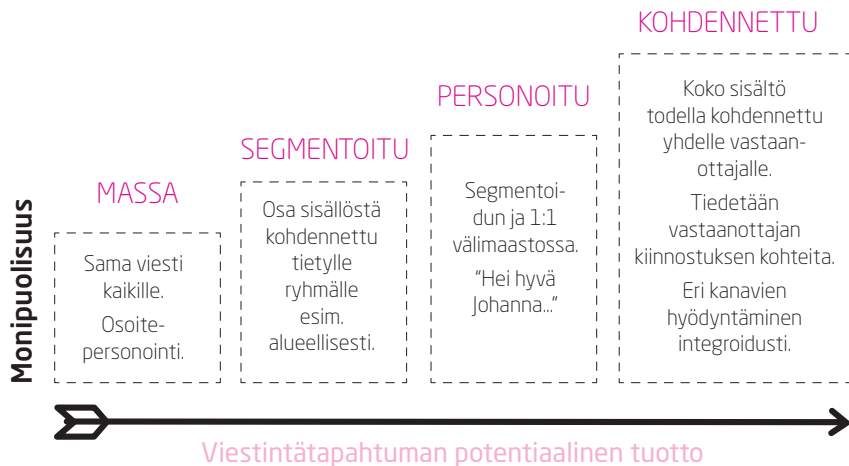 MASSA
Sama viesti
kaikille.
Osoite-
personointi.
SEGMENTOITU
Osa sisällöstä
kohdennettu
tietylle
ryhmälle
esim.
alueellisesti.
PERSONOITU
Segmentoi-
dun ja 1:1
välimaastossa.
"Hei hyvä
Johanna..."
KOHDENNETTU
Koko sisältö
todella kohdennettu
yhdelle vastaan-
ottajalle.
Tiedetään
vastaanottajan
kiinnostuksen kohteita.
Eri kanavien
hyödyntäminen
integroidusti.
Monipuolisuus
Viestintätapahtuman potentiaalinen tuotto